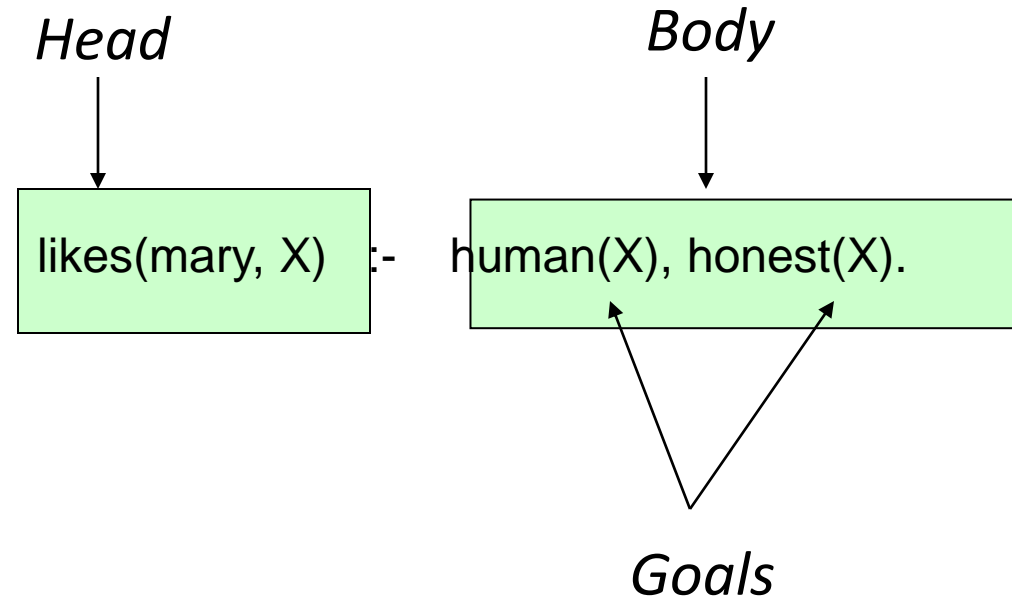 Head
Body
likes(mary, X) :- human(X), honest(X).
Goals